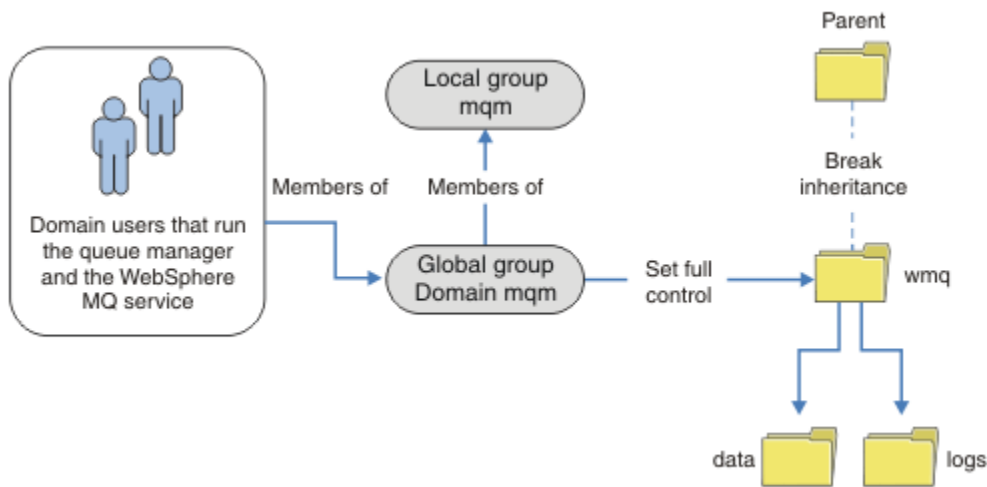 Parent
Local group
mqm
Break
inheritance
Members of
Members of
Domain users that run
the queue manager
and the WebSphere
MQ service
Global group
Domain mqm
Set full
control
wmq
data
logs